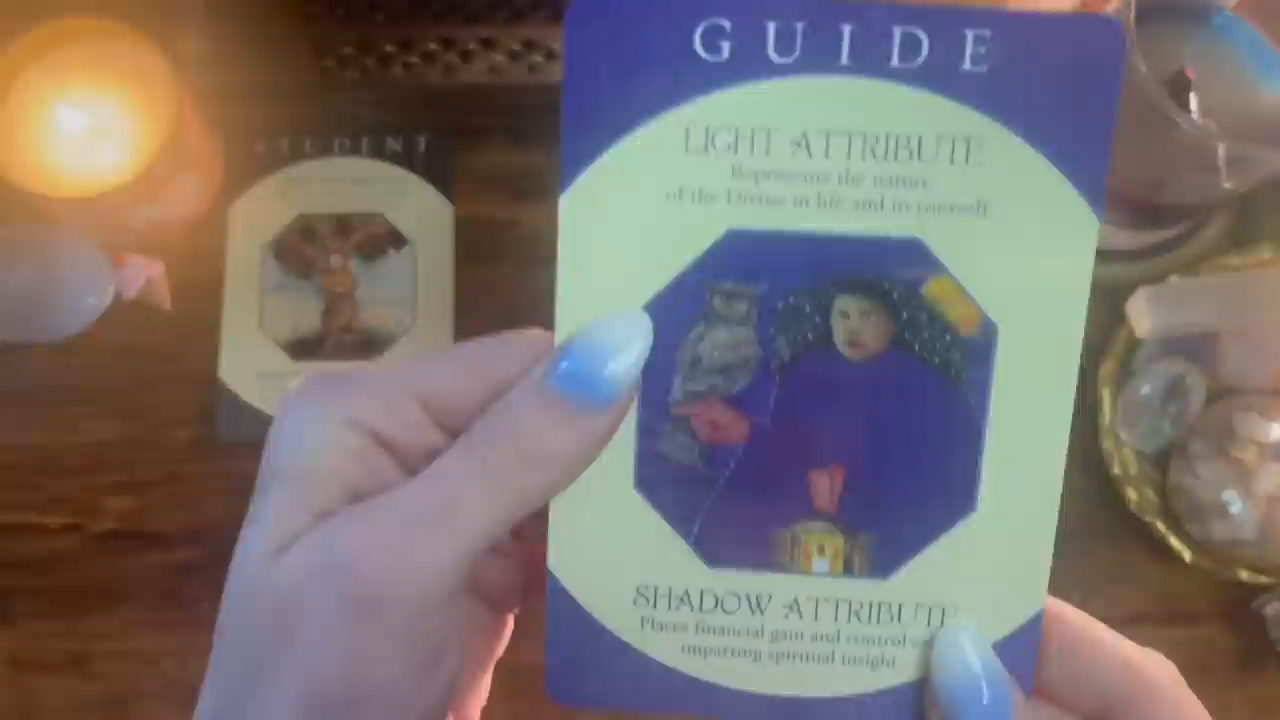 GUIDE
STUDENT
LIGHT ATTRIBUTE
Represents the nature
of the Divine in life and in yourself
SHADOW ATTRIBUTE
Places financial gain and control
imparting spiritual insight